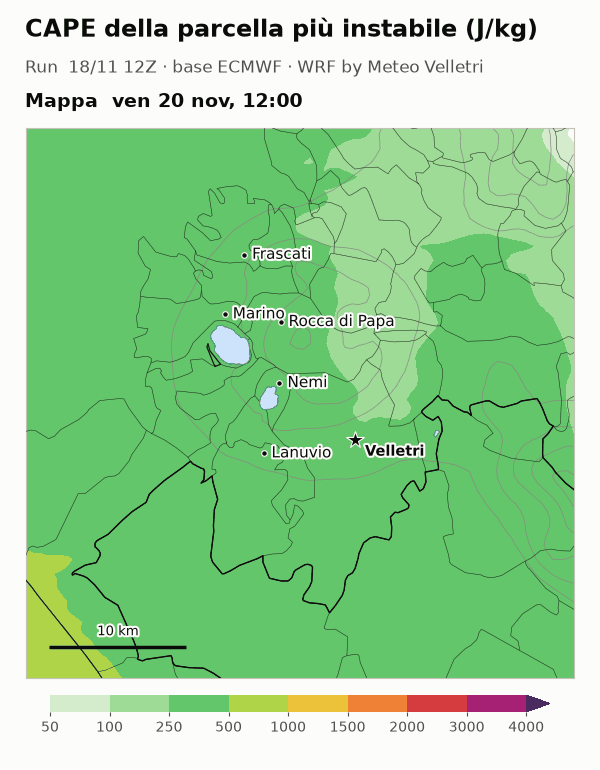 CAPE della parcella più instabile (J/kg)
Run  18/11 12Z · base ECMWF · WRF by Meteo Velletri
Mappa  ven 20 nov, 12:00
Frascati
Marino
Rocca di Papa
Nemi
Velletri
Lanuvio
10 km
50 100 250 500 1000 1500 2000 3000 4000